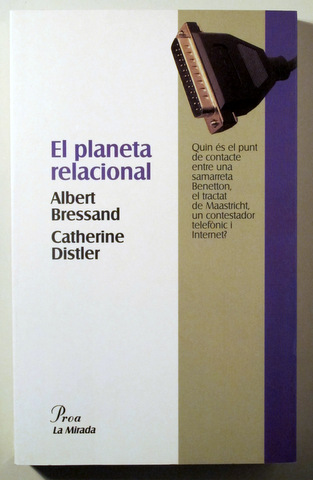 El planeta
relacional
Albert
Bressand
Catherine
Distler
Quin és el punt
de contacte
entre una
samarreta
Benetton,
el tractat
de Maastricht,
un contestador
telefònic i
Internet?
Proa
La Mirada